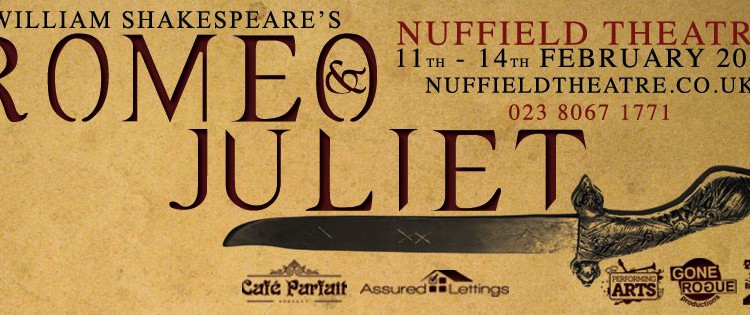 WILLIAM SHAKESPEARE'S
ROMEO
&
JULIET
NUFFIELD THEATR
11TH - 14TH FEBRUARY 20
NUFFIELDTHEATRE.CO.UK
023 8067 1771
Café Parfait
Assured Lettings
PERFORMING
ARTS
GONE
ROGUE
productions